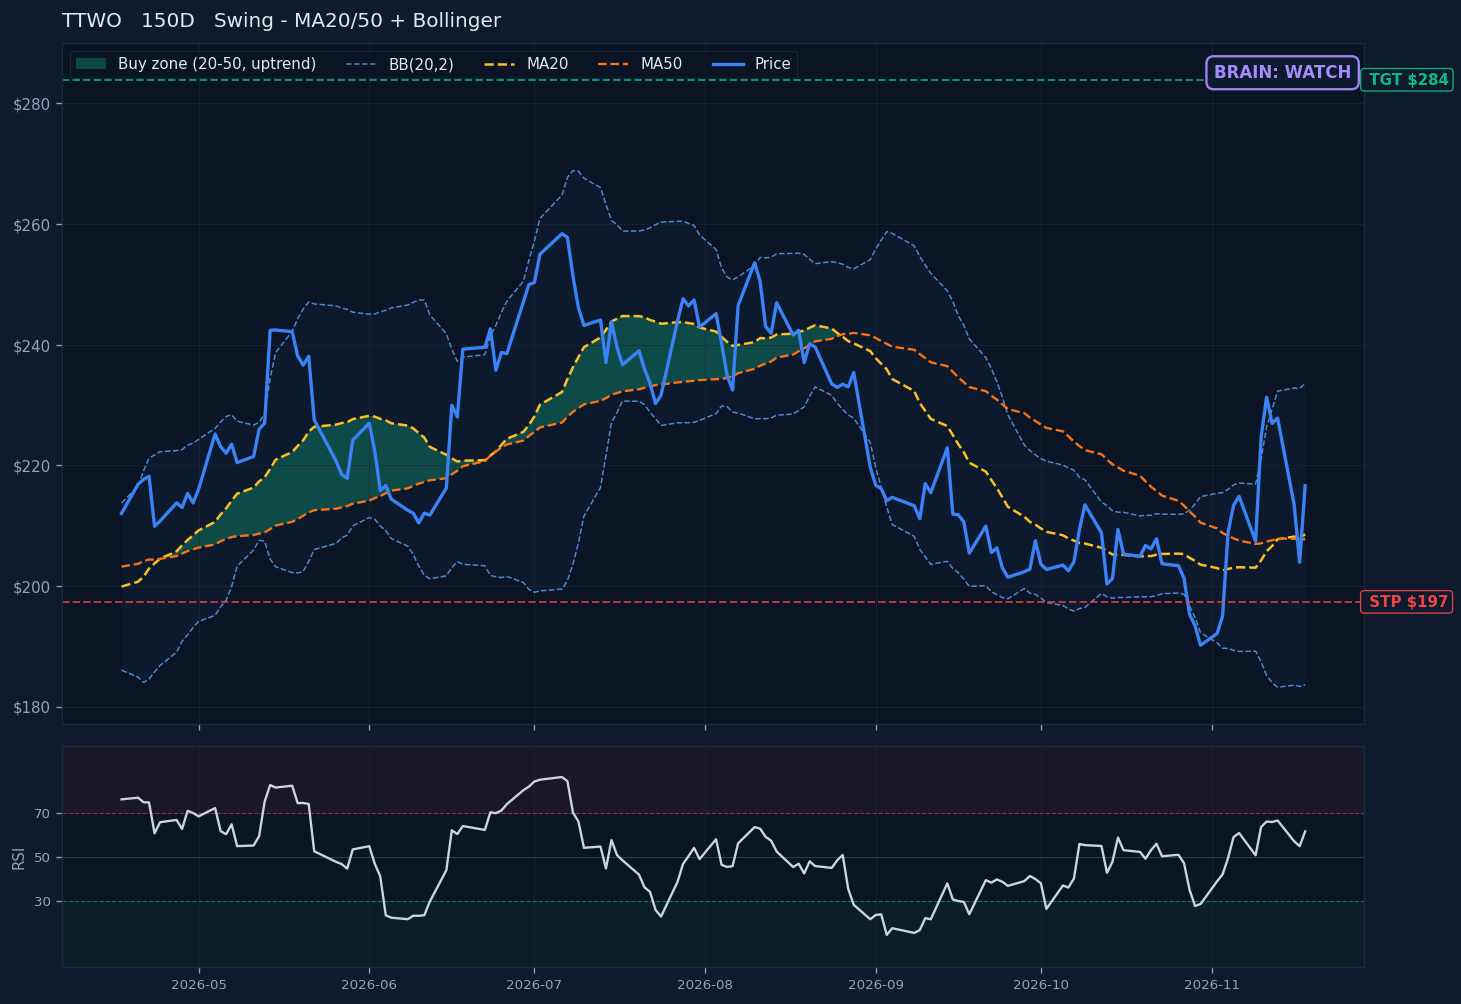 TTWO   150D   Swing - MA20/50 + Bollinger
Buy zone (20-50, uptrend)   BB(20,2)   MA20   MA50   Price
BRAIN: WATCH
TGT $284
$280
$260
$240
$220
$200
STP $197
$180
RSI
70
50
30
2026-05   2026-06   2026-07   2026-08   2026-09   2026-10   2026-11